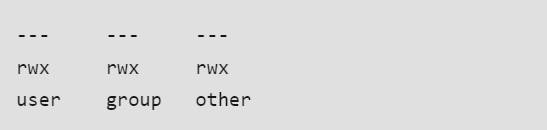 ---     ---     ---
rwx     rwx     rwx
user    group   other